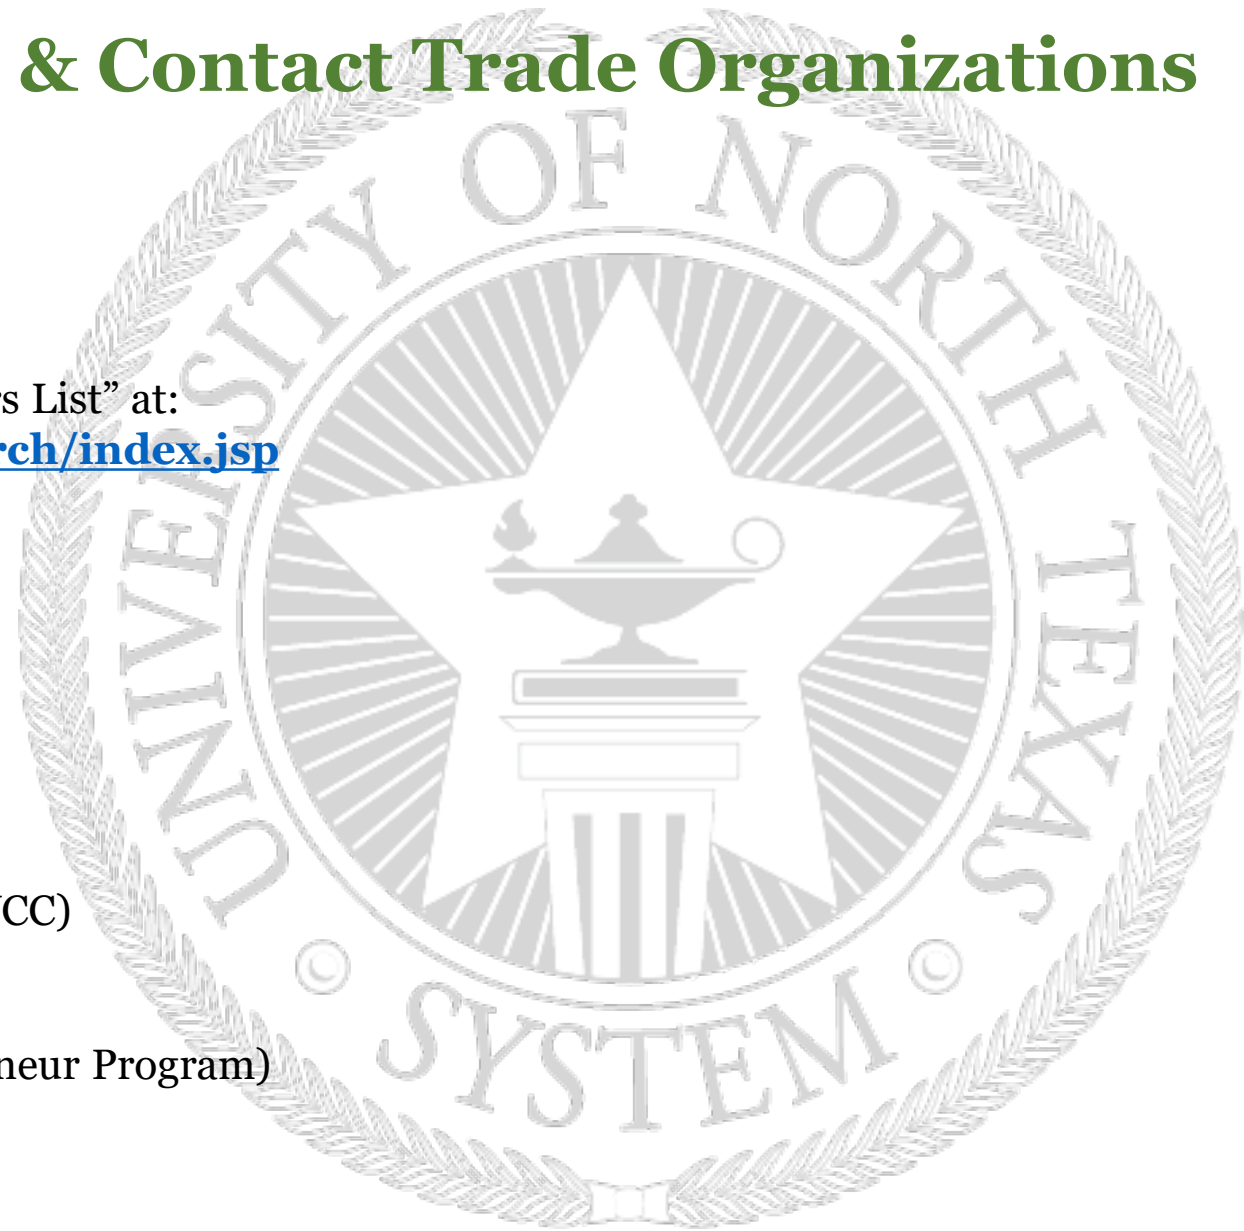 & Contact Trade Organizations
UNIVERSITY OF NORTH TEXAS
s List” at:
rch/index.jsp
CC)
neur Program)
SYSTEM